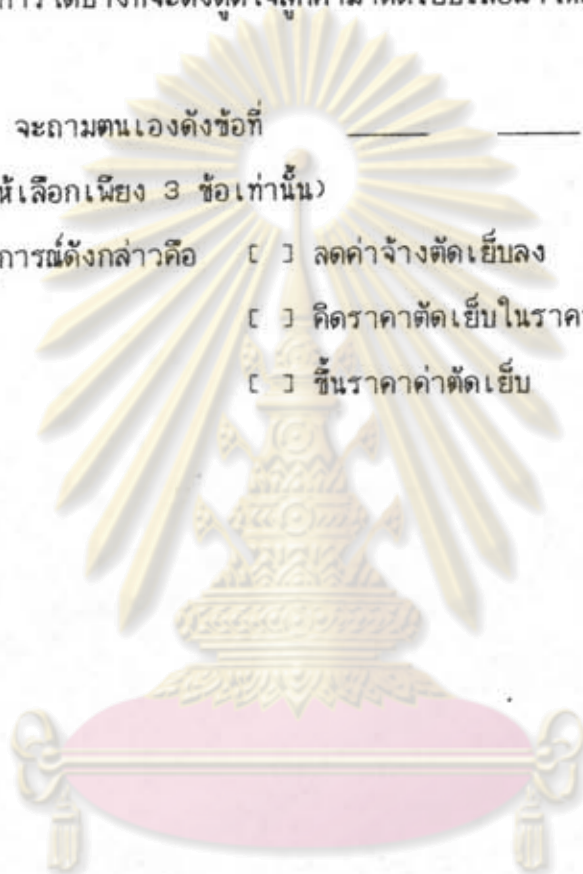 จะถามตนเองดังข้อที่
ให้เลือกเพียง 3 ข้อเท่านั้น)
การณ์ดังกล่าวคือ [ ] ลดค่าจ้างตัดเย็บลง
[ ] คิดราคาตัดเย็บในราคา
[ ] ขึ้นราคาค่าตัดเย็บ